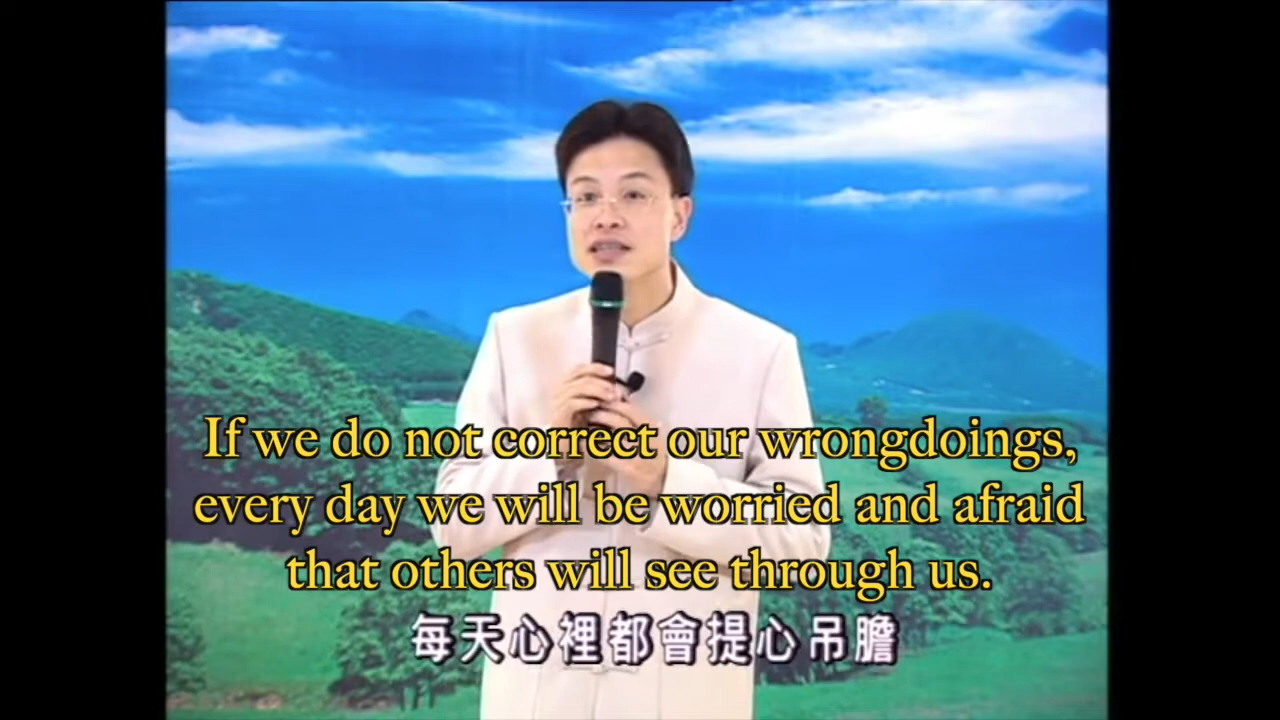 If we do not correct our wrongdoings,
every day we will be worried and afraid
that others will see through us.
每天心裡都會提心吊膽